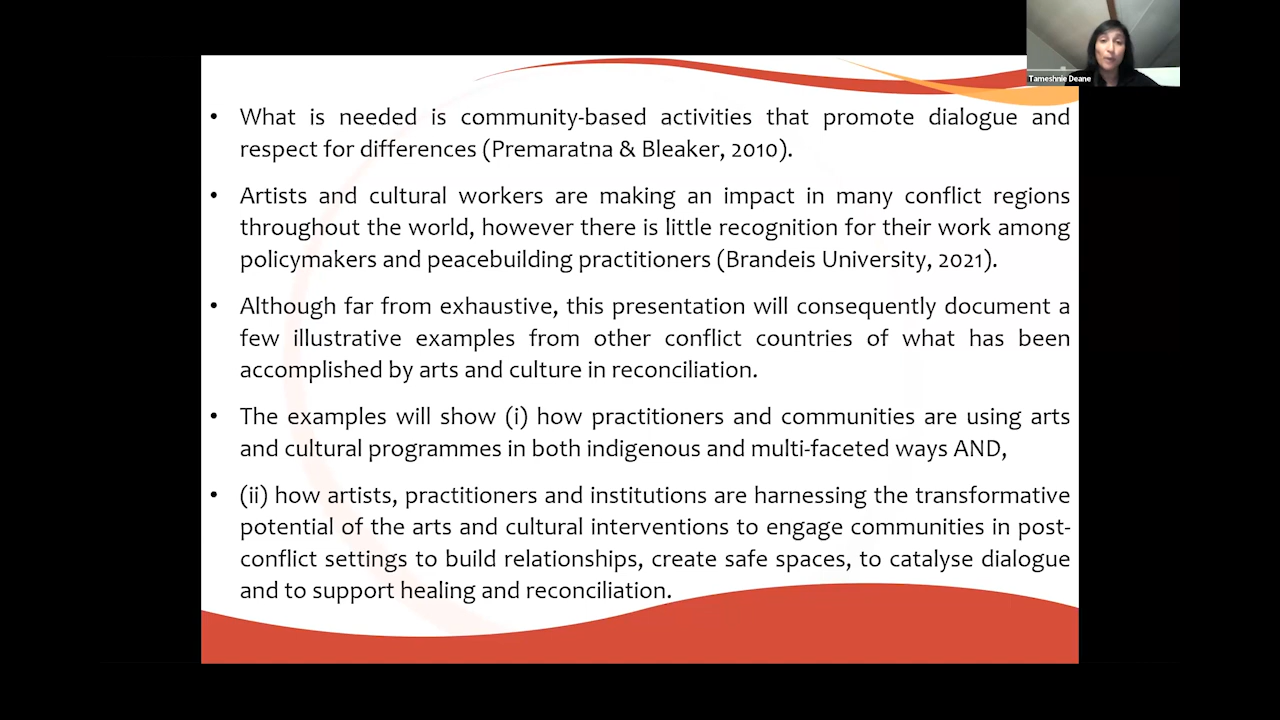 Tameshnie Deane
• What is needed is community-based activities that promote dialogue and
respect for differences (Premaratna & Bleaker, 2010).
• Artists and cultural workers are making an impact in many conflict regions
throughout the world, however there is little recognition for their work among
policymakers and peacebuilding practitioners (Brandeis University, 2021).
• Although far from exhaustive, this presentation will consequently document a
few illustrative examples from other conflict countries of what has been
accomplished by arts and culture in reconciliation.
• The examples will show (i) how practitioners and communities are using arts
and cultural programmes in both indigenous and multi-faceted ways AND,
• (ii) how artists, practitioners and institutions are harnessing the transformative
potential of the arts and cultural interventions to engage communities in post-
conflict settings to build relationships, create safe spaces, to catalyse dialogue
and to support healing and reconciliation.